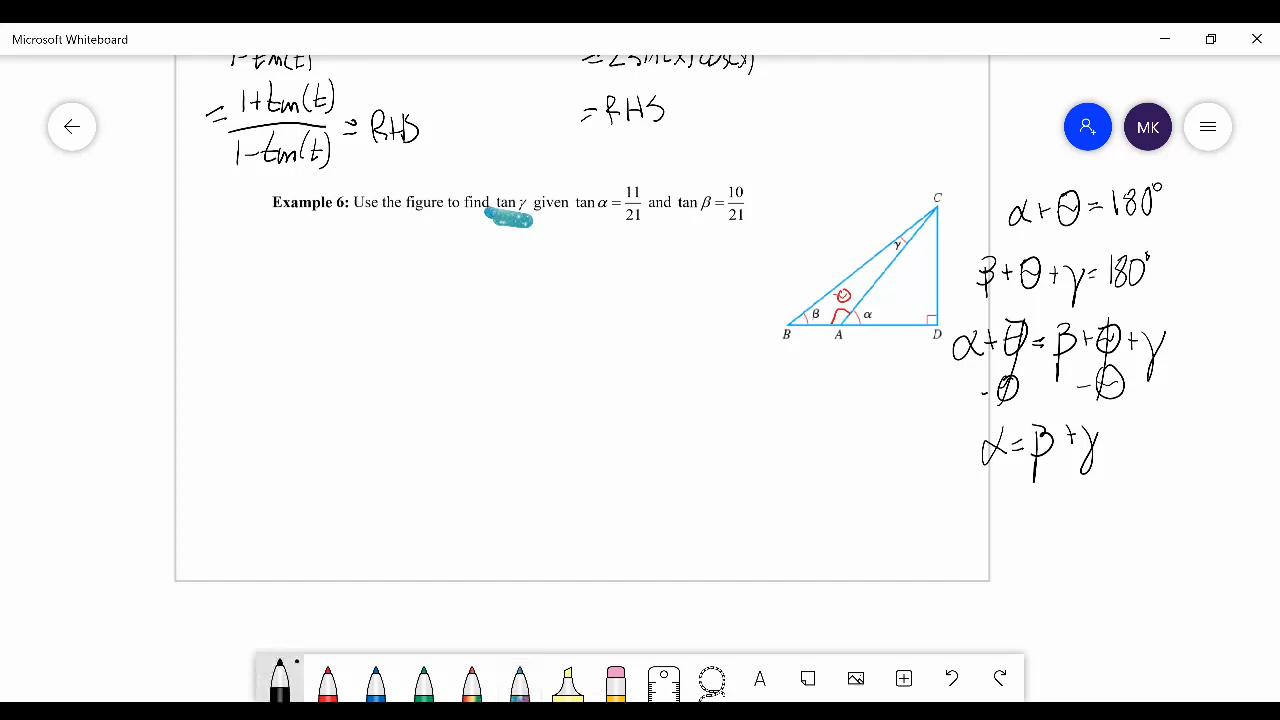 Microsoft Whiteboard
= 1+tan(t) / 1-tan(t) = RHS
= RHS
MK
Example 6: Use the figure to find tan γ given tan α = 11/21 and tan β = 10/21
C
γ
θ
β
α
B
A
D
α+θ=180°
β+θ+γ=180°
α+θ=β+θ+γ
-θ -θ
α=β+γ
A